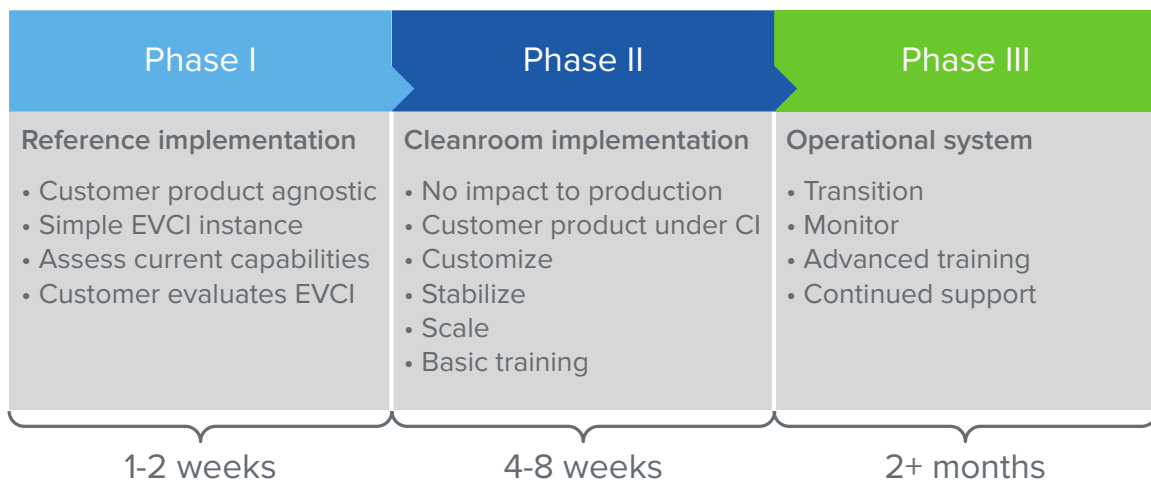 Phase I
Phase II
Phase III
Reference implementation
• Customer product agnostic
• Simple EVCI instance
• Assess current capabilities
• Customer evaluates EVCI
Cleanroom implementation
• No impact to production
• Customer product under CI
• Customize
• Stabilize
• Scale
• Basic training
Operational system
• Transition
• Monitor
• Advanced training
• Continued support
1-2 weeks
4-8 weeks
2+ months